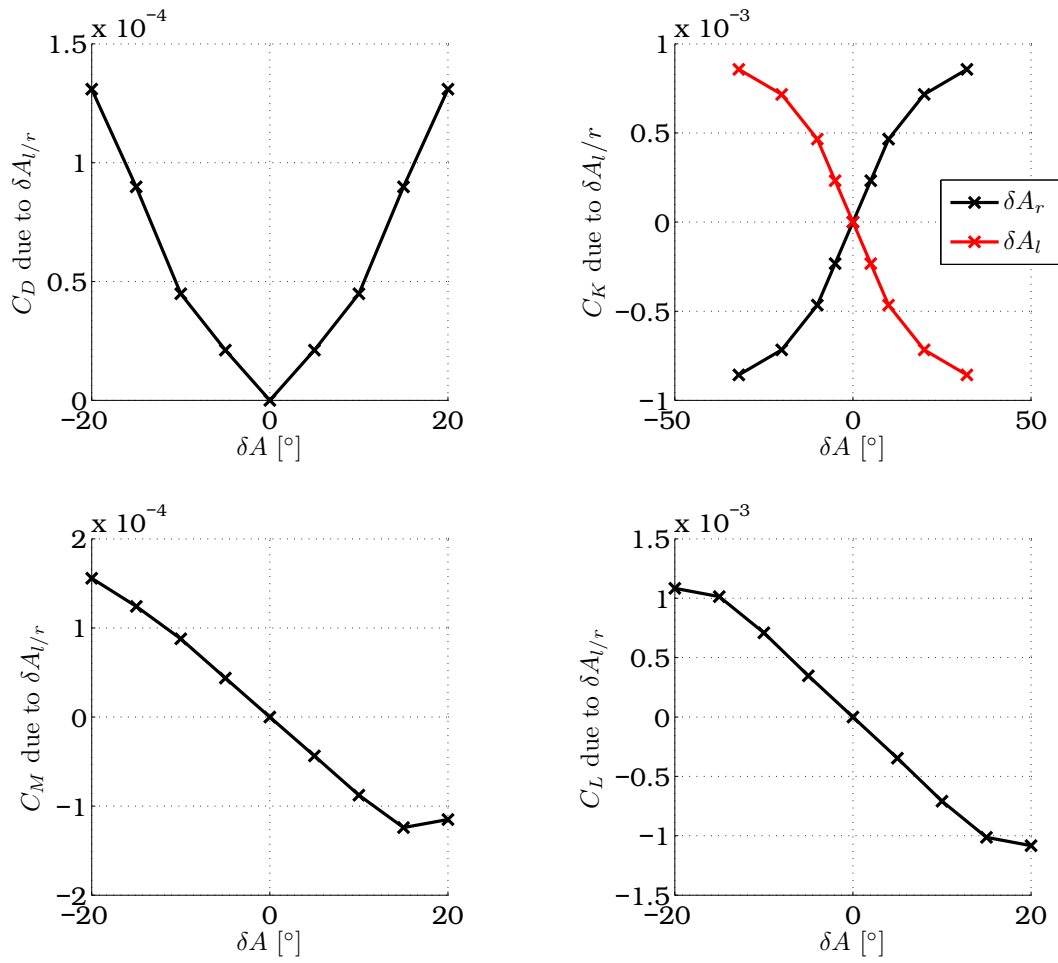 x 10⁻⁴
1.5
1
0.5
0
−20
0
20
δA [°]
C_D due to δA_{l/r}
x 10⁻³
1
0.5
0
−0.5
−1
−50
0
50
δA [°]
C_K due to δA_l/r
δA_r
δA_l
x 10⁻⁴
2
1
0
−1
−2
−20
0
20
δA [°]
C_M due to δA_{l/r}
x 10⁻³
1.5
1
0.5
0
−0.5
−1
−1.5
−20
0
20
δA [°]
C_L due to δA_{l/r}